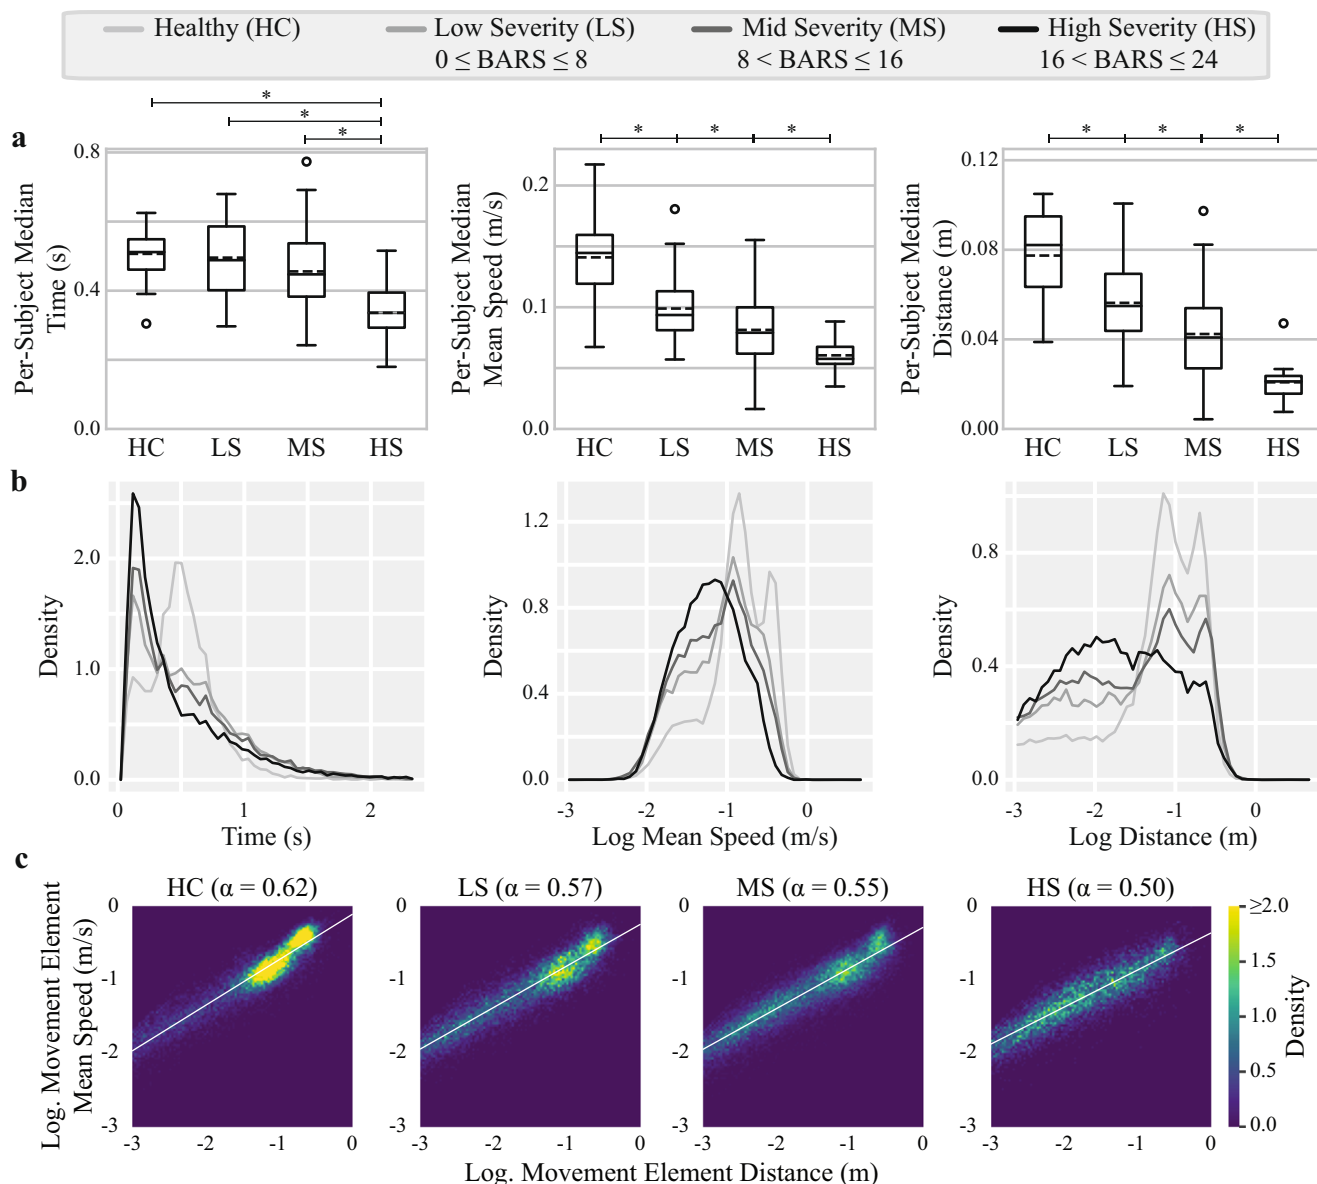 Healthy (HC) Low Severity (LS) Mid Severity (MS) High Severity (HS)
0 ≤ BARS ≤ 8 8 < BARS ≤ 16 16 < BARS ≤ 24
a
* * *
* * *
* * *
Per-Subject Median
Time (s)
0.8
0.4
0.0
HC LS MS HS
Per-Subject Median
Mean Speed (m/s)
0.2
0.1
0.0
HC LS MS HS
Per-Subject Median
Distance (m)
0.12
0.08
0.04
0.00
HC LS MS HS
b
Density
2.0
1.0
0.0
0 1 2
Time (s)
Density
1.2
0.8
0.4
0.0
-3 -2 -1 0
Log Mean Speed (m/s)
Density
0.8
0.4
0.0
-3 -2 -1 0
Log Distance (m)
c
Log. Movement Element
Mean Speed (m/s)
HC (α = 0.62) LS (α = 0.57) MS (α = 0.55) HS (α = 0.50)
0 0 0 0
-1 -1 -1 -1
-2 -2 -2 -2
-3 -3 -3 -3
-3 -2 -1 0 -3 -2 -1 0 -3 -2 -1 0 -3 -2 -1 0
≥2.0
1.5
1.0
0.5
0.0
Density
Log. Movement Element Distance (m)